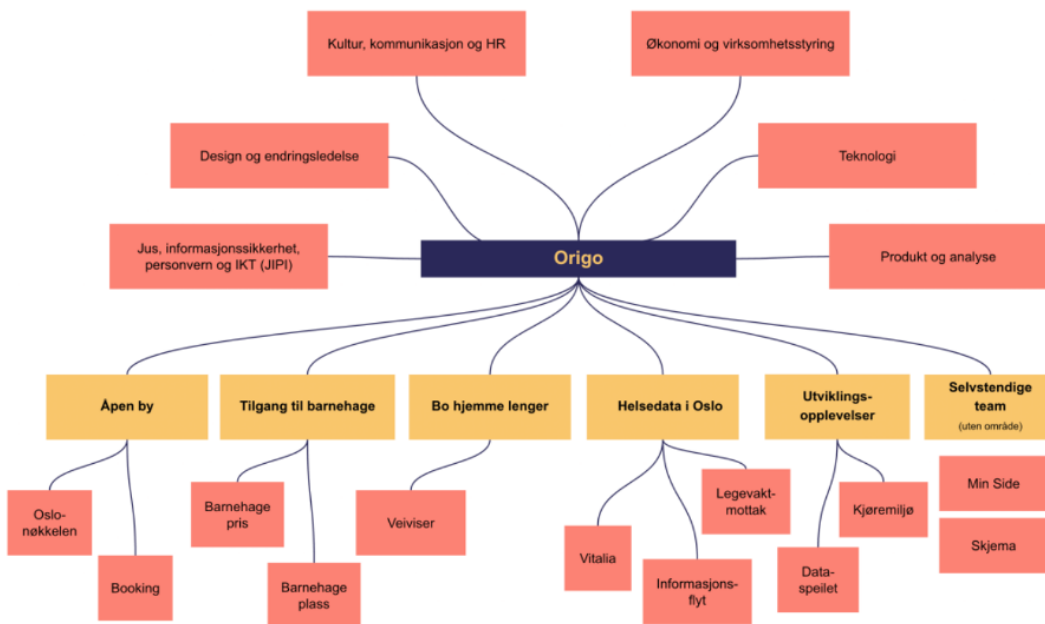 Kultur, kommunikasjon og HR
Økonomi og virksomhetsstyring
Design og endringsledelse
Teknologi
Jus, informasjonssikkerhet,
personvern og IKT (JIPI)
Origo
Produkt og analyse
Åpen by
Tilgang til barnehage
Bo hjemme lenger
Helsedata i Oslo
Utviklings-
opplevelser
Selvstendige
team
(uten område)
Oslo-
nøkkelen
Booking
Barnehage
pris
Barnehage
plass
Veiviser
Vitalia
Informasjons-
flyt
Legevakt-
mottak
Data-
speilet
Kjøremiljø
Min Side
Skjema